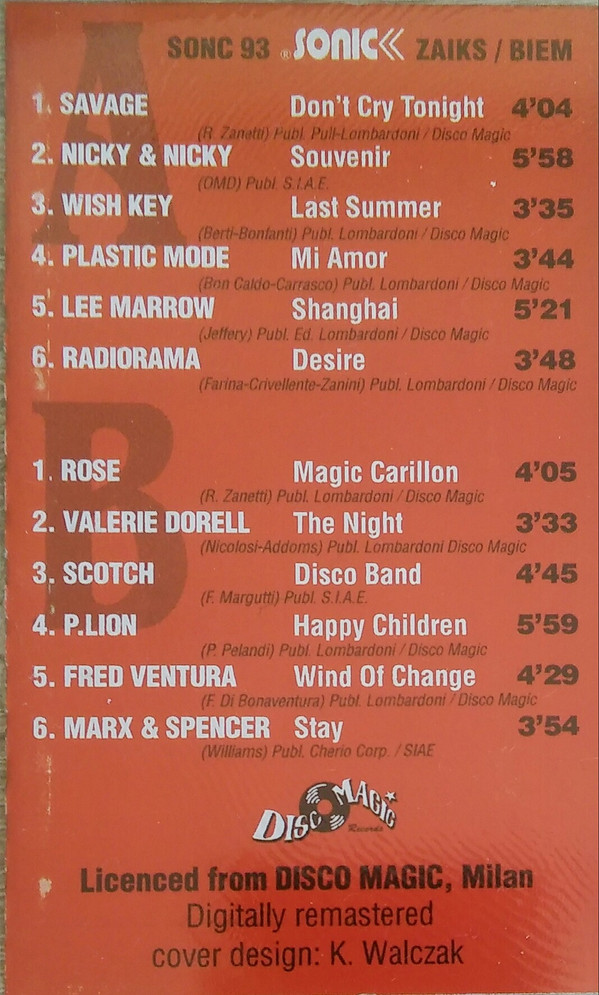 SONC 93 ® SONIC ZAIKS / BIEM
A
1. SAVAGE Don't Cry Tonight 4'04
(R. Zanetti) Publ. Pull-Lombardoni / Disco Magic
2. NICKY & NICKY Souvenir 5'58
(OMD) Publ. S.I.A.E.
3. WISH KEY Last Summer 3'35
(Berti-Bonfanti) Publ. Lombardoni / Disco Magic
4. PLASTIC MODE Mi Amor 3'44
(Bon Caldo-Carrasco) Publ. Lombardoni / Disco Magic
5. LEE MARROW Shanghai 5'21
(Jeffery) Publ. Ed. Lombardoni / Disco Magic
6. RADIORAMA Desire 3'48
(Farina-Crivellente-Zanini) Publ. Lombardoni / Disco Magic
B
1. ROSE Magic Carillon 4'05
(R. Zanetti) Publ. Lombardoni / Disco Magic
2. VALERIE DORELL The Night 3'33
(Nicolosi-Addoms) Publ. Lombardoni Disco Magic
3. SCOTCH Disco Band 4'45
(F. Margutti) Publ. S.I.A.E.
4. P.LION Happy Children 5'59
(P. Pelandi) Publ. Lombardoni / Disco Magic
5. FRED VENTURA Wind Of Change 4'29
(F. Di Bonaventura) Publ. Lombardoni / Disco Magic
6. MARX & SPENCER Stay 3'54
(Williams) Publ. Cherio Corp. / SIAE
DISCO MAGIC Records
Licenced from DISCO MAGIC, Milan
Digitally remastered
cover design: K. Walczak